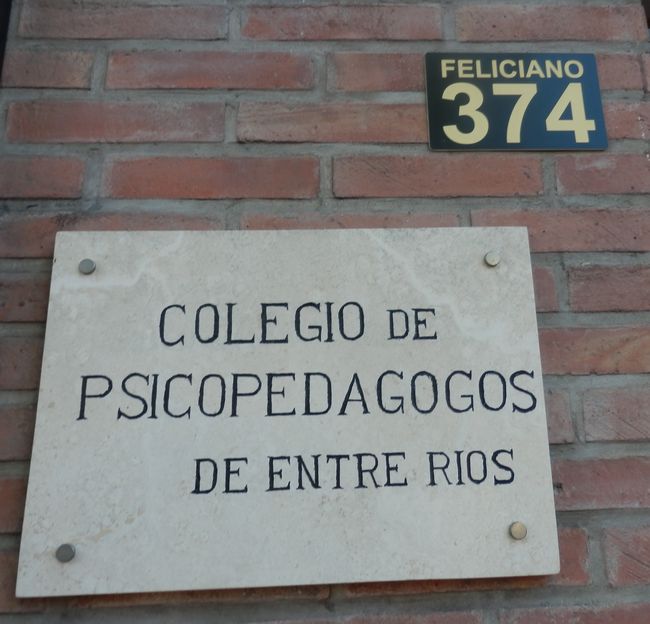 FELICIANO
374
COLEGIO DE
PSICOPEDAGOGOS
DE ENTRE RIOS